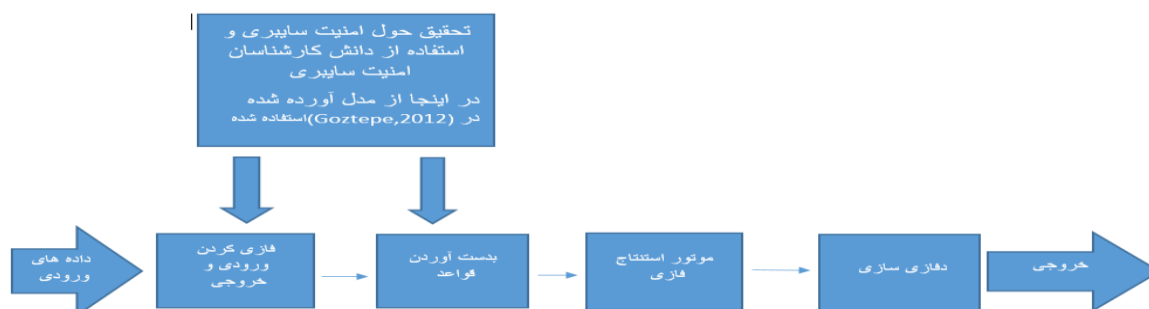 تحقیق حول امنیت سایبری و
استفاده از دانش کارشناسان
امنیت سایبری
در اینجا از مدل آورده شده
در (Goztepe,2012)استفاده شده
داده های
ورودی
فازی کردن
ورودی و
خروجی
بدست آوردن
قواعد
موتور استنتاج
فازی
دفازی سازی
خروجی